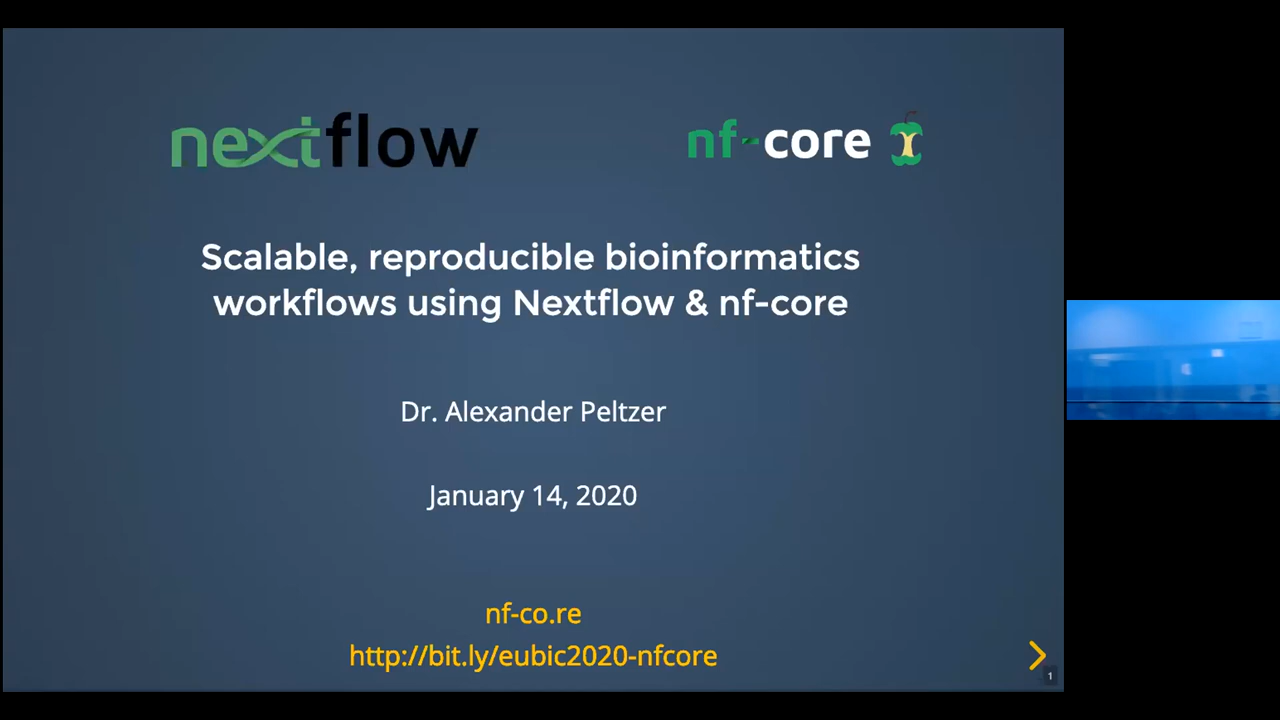 nextflow
nf-core
Scalable, reproducible bioinformatics
workflows using Nextflow & nf-core
Dr. Alexander Peltzer
January 14, 2020
nf-co.re
http://bit.ly/eubic2020-nfcore
1